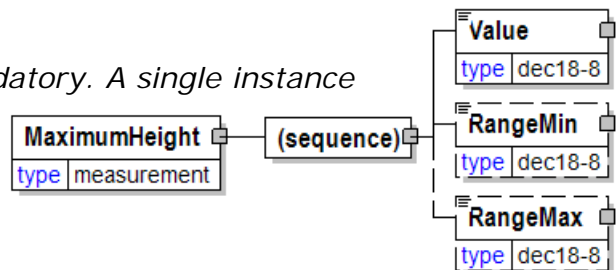 Value
type dec18-8
datory. A single instance
RangeMin
MaximumHeight
(sequence)
type dec18-8
type measurement
RangeMax
type dec18-8